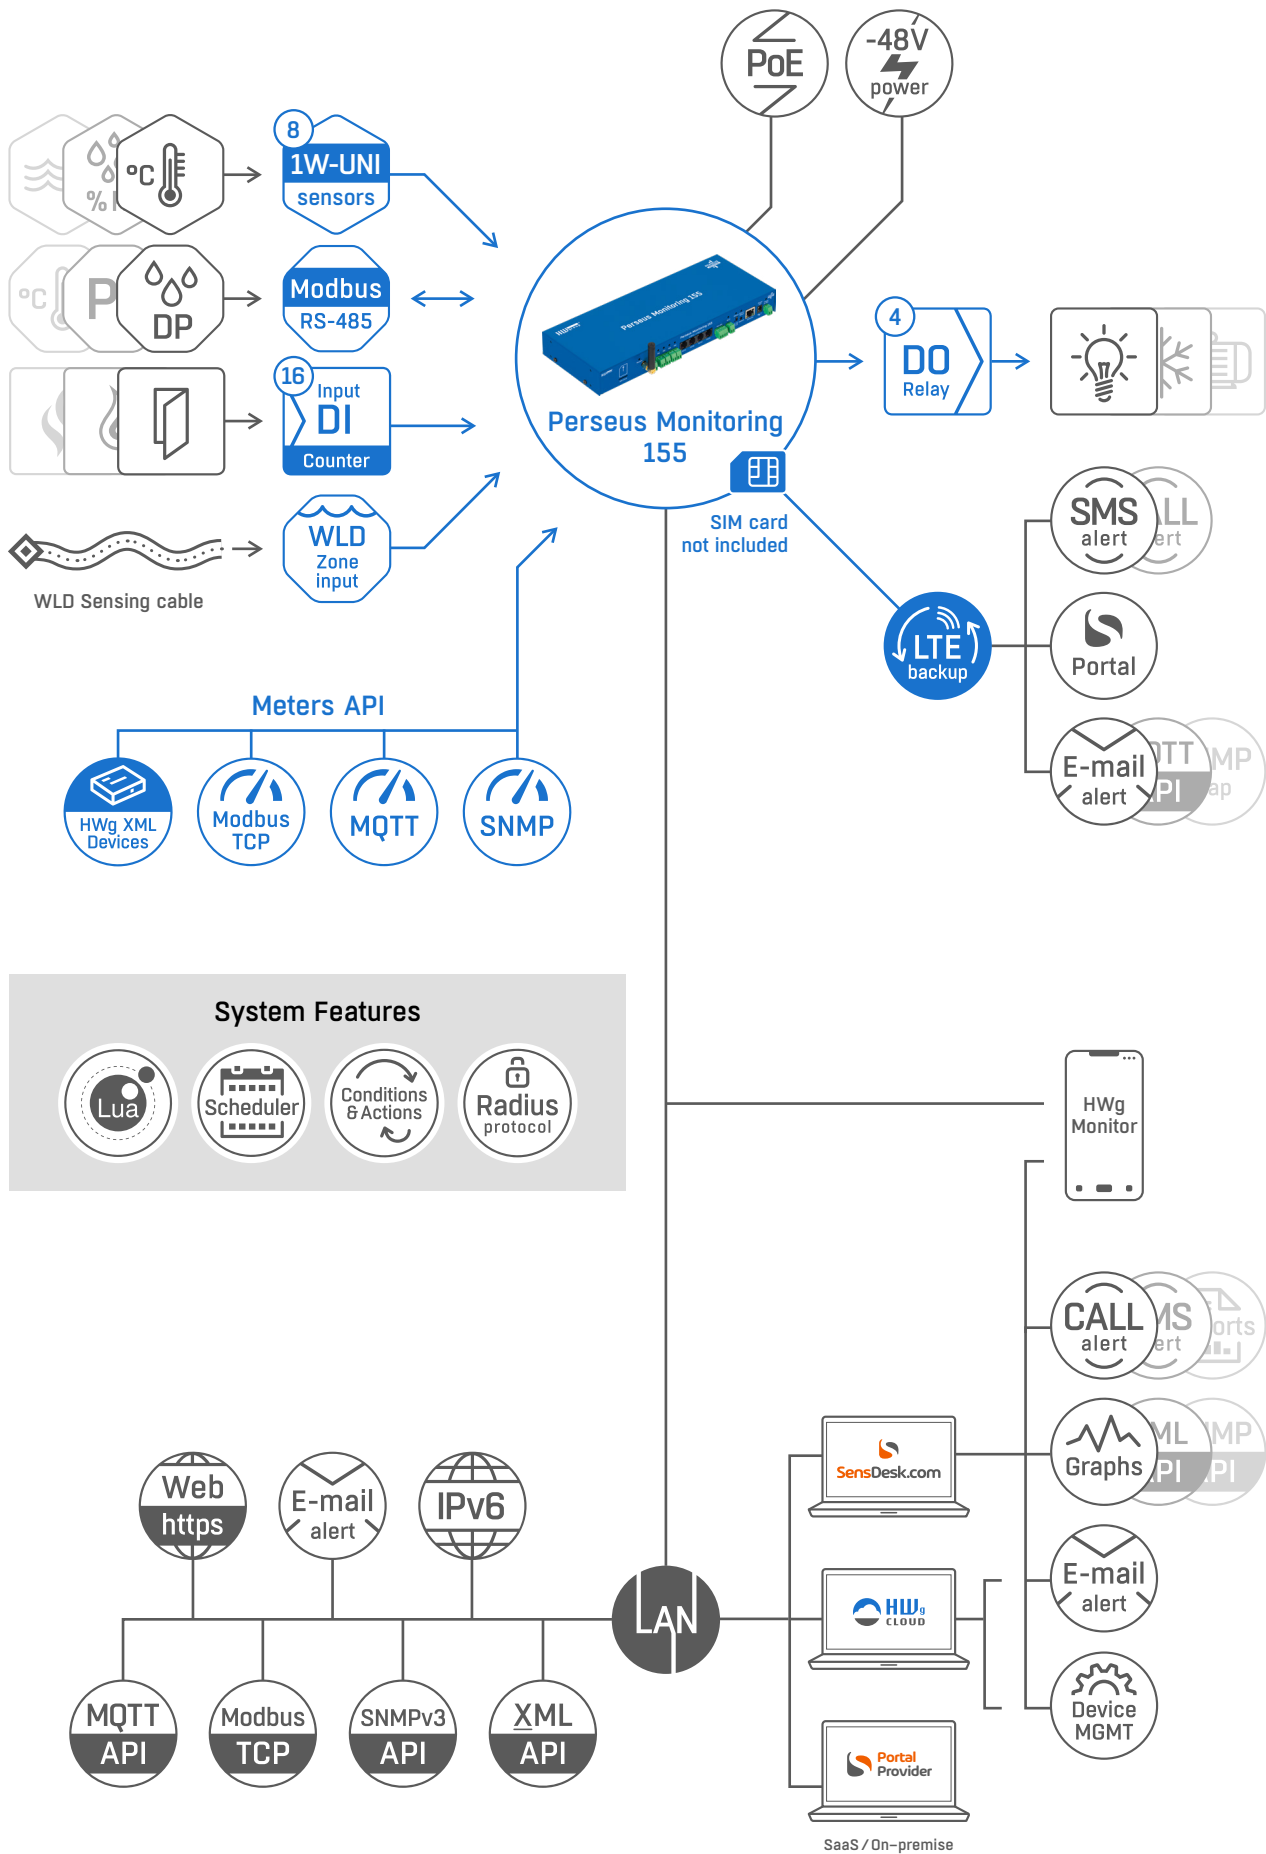 PoE
-48V
power
8
1W-UNI
sensors
°C
%
Modbus
RS-485
°C
P
DP
16
Input
DI
Counter
WLD
Zone
input
WLD Sensing cable
Perseus Monitoring 155
Perseus Monitoring
155
SIM card
not included
4
DO
Relay
SMS
alert
LTE
backup
Portal
E-mail
alert
Meters API
HWg XML
Devices
Modbus
TCP
MQTT
SNMP
System Features
Lua
Scheduler
Conditions
& Actions
Radius
protocol
HWg
Monitor
CALL
alert
Graphs
E-mail
alert
Device
MGMT
SensDesk.com
HWg
CLOUD
Portal
Provider
SaaS / On-premise
LAN
Web
https
E-mail
alert
IPv6
MQTT
API
Modbus
TCP
SNMPv3
API
XML
API